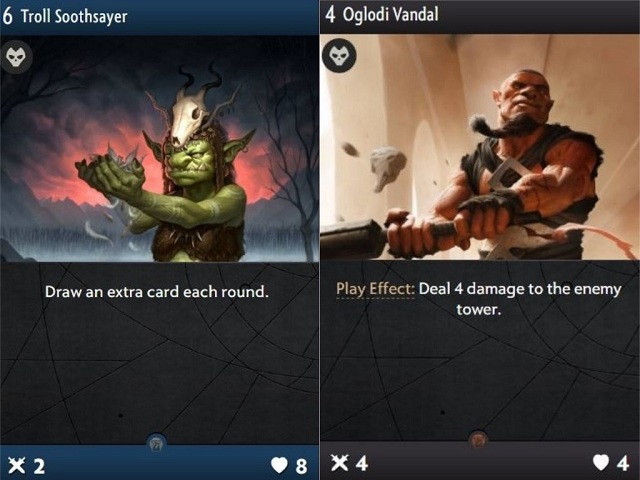 6 Troll Soothsayer
Draw an extra card each round.
2
8
4 Oglodi Vandal
Play Effect: Deal 4 damage to the enemy
tower.
4
4